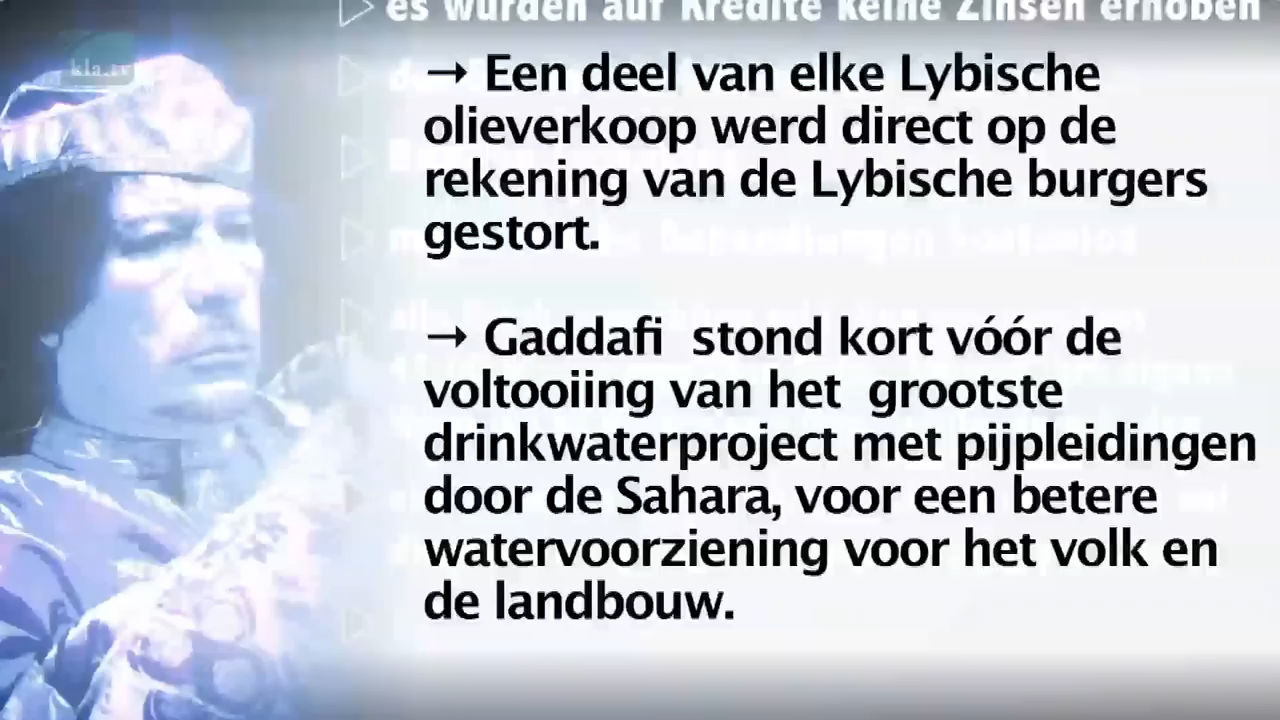 es wurden auf Kredite keine Zinsen erhoben
kla.tv
→ Een deel van elke Lybische
olieverkoop werd direct op de
rekening van de Lybische burgers
gestort.
→ Gaddafi stond kort vóór de
voltooiing van het grootste
drinkwaterproject met pijpleidingen
door de Sahara, voor een betere
watervoorziening voor het volk en
de landbouw.